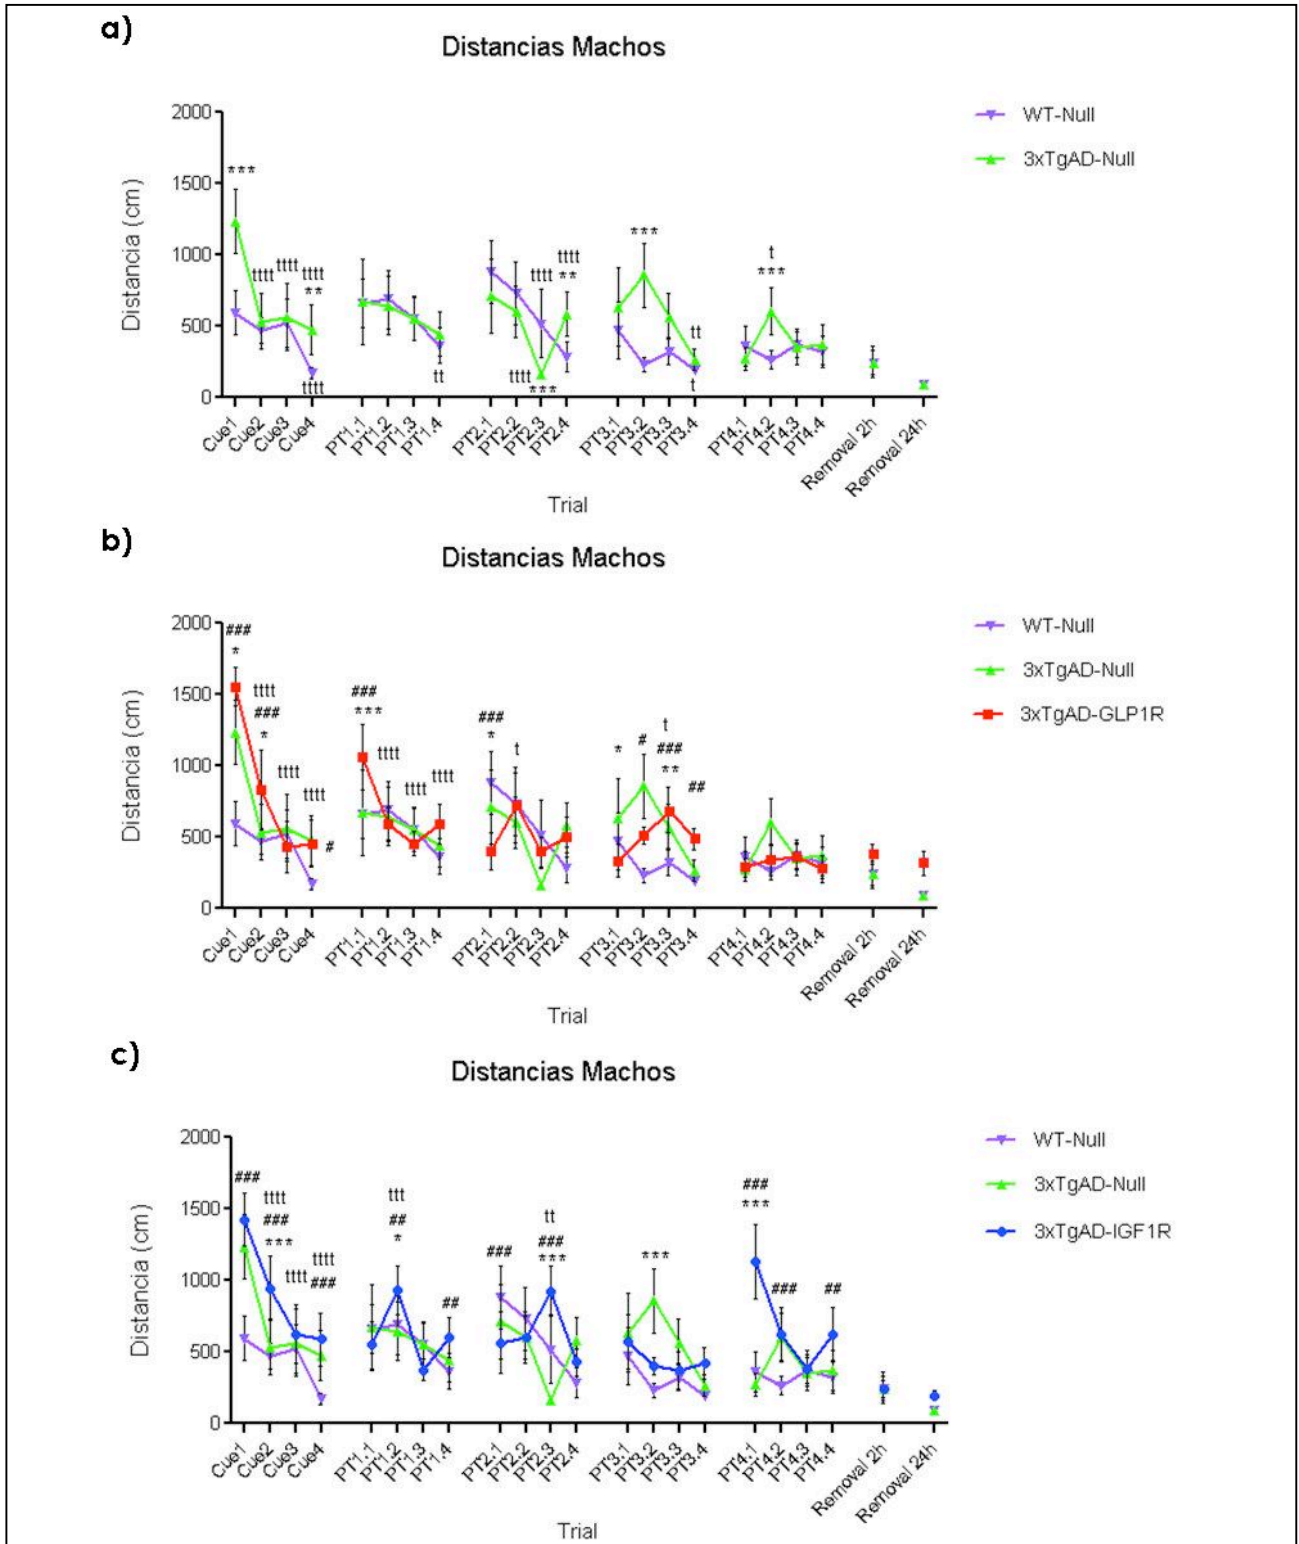 a)
Distancias Machos
WT-Null
3xTgAD-Null
Distancia (cm)
2000
1500
1000
500
0
***
tttt
tttt
tttt
**
tttt
tt
tttt
***
tttt
tttt
**
***
tt
t
t
***
Cue1
Cue2
Cue3
Cue4
PT1.1
PT1.2
PT1.3
PT1.4
PT2.1
PT2.2
PT2.3
PT2.4
PT3.1
PT3.2
PT3.3
PT3.4
PT4.1
PT4.2
PT4.3
PT4.4
Removal 2h
Removal 24h
Trial
b)
Distancias Machos
WT-Null
3xTgAD-Null
3xTgAD-GLP1R
Distancia (cm)
2000
1500
1000
500
0
###
*
tttt
###
*
tttt
tttt
#
###
***
tttt
tttt
tttt
###
*
t
*
#
t
###
**
##
Cue1
Cue2
Cue3
Cue4
PT1.1
PT1.2
PT1.3
PT1.4
PT2.1
PT2.2
PT2.3
PT2.4
PT3.1
PT3.2
PT3.3
PT3.4
PT4.1
PT4.2
PT4.3
PT4.4
Removal 2h
Removal 24h
Trial
c)
Distancias Machos
WT-Null
3xTgAD-Null
3xTgAD-IGF1R
Distancia (cm)
2000
1500
1000
500
0
###
tttt
###
***
tttt
tttt
###
ttt
##
*
##
###
tt
###
***
***
###
***
###
##
Cue1
Cue2
Cue3
Cue4
PT1.1
PT1.2
PT1.3
PT1.4
PT2.1
PT2.2
PT2.3
PT2.4
PT3.1
PT3.2
PT3.3
PT3.4
PT4.1
PT4.2
PT4.3
PT4.4
Removal 2h
Removal 24h
Trial